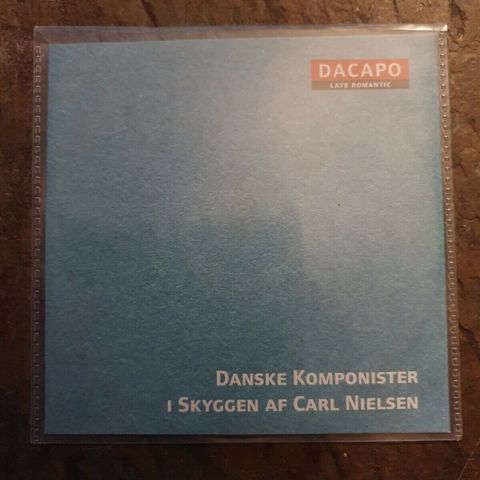 DACAPO
LATE ROMANTIC
DANSKE KOMPONISTER
I SKYGGEN AF CARL NIELSEN